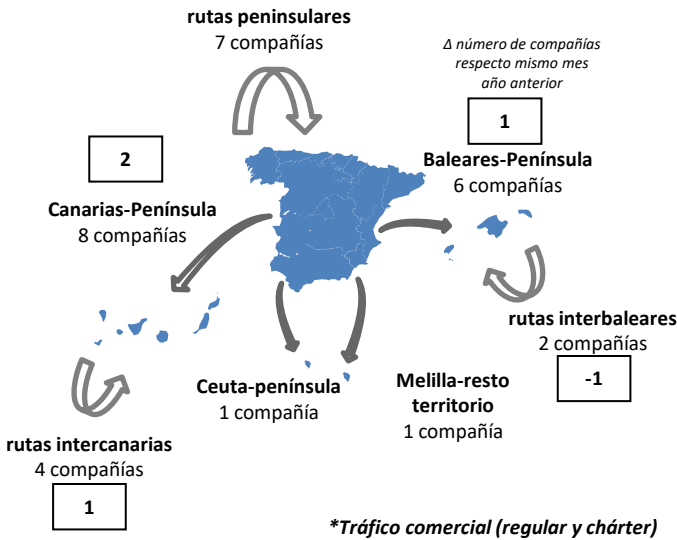 rutas peninsulares
7 compañías
Δ número de compañías
respecto mismo mes
año anterior
1
Baleares-Península
6 compañías
2
Canarias-Península
8 compañías
rutas interbaleares
2 compañías
-1
Ceuta-península
1 compañía
Melilla-resto
territorio
1 compañía
rutas intercanarias
4 compañías
1
*Tráfico comercial (regular y chárter)